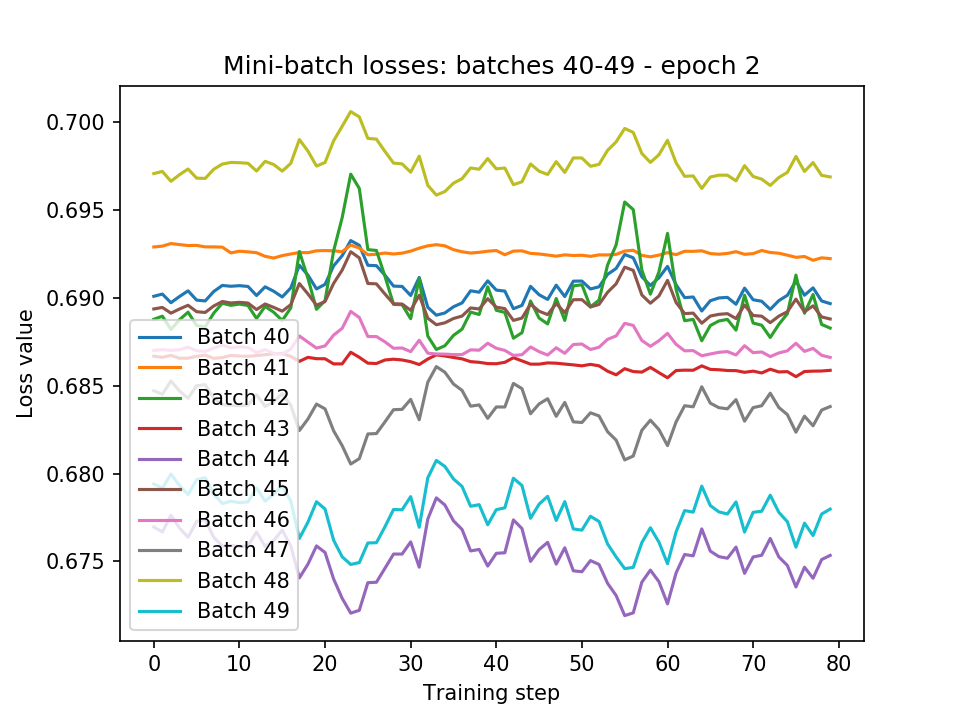 Mini-batch losses: batches 40-49 - epoch 2
0.700
0.695
0.690
0.685
0.680
0.675
Loss value
Batch 40
Batch 41
Batch 42
Batch 43
Batch 44
Batch 45
Batch 46
Batch 47
Batch 48
Batch 49
0 10 20 30 40 50 60 70 80
Training step